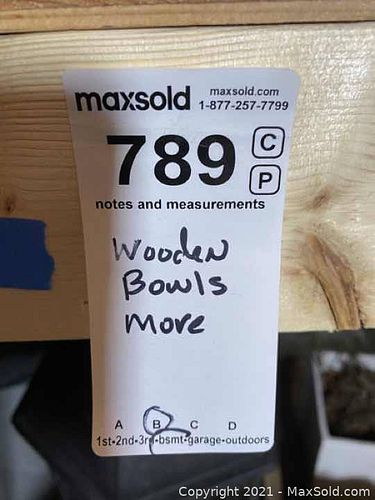 maxsold maxsold.com
1-877-257-7799
789 C
P
notes and measurements
Wooden
Bowls
more
A B C D
1st-2nd-3rd-bsmt-garage-outdoors
Copyright 2021 - MaxSold.com